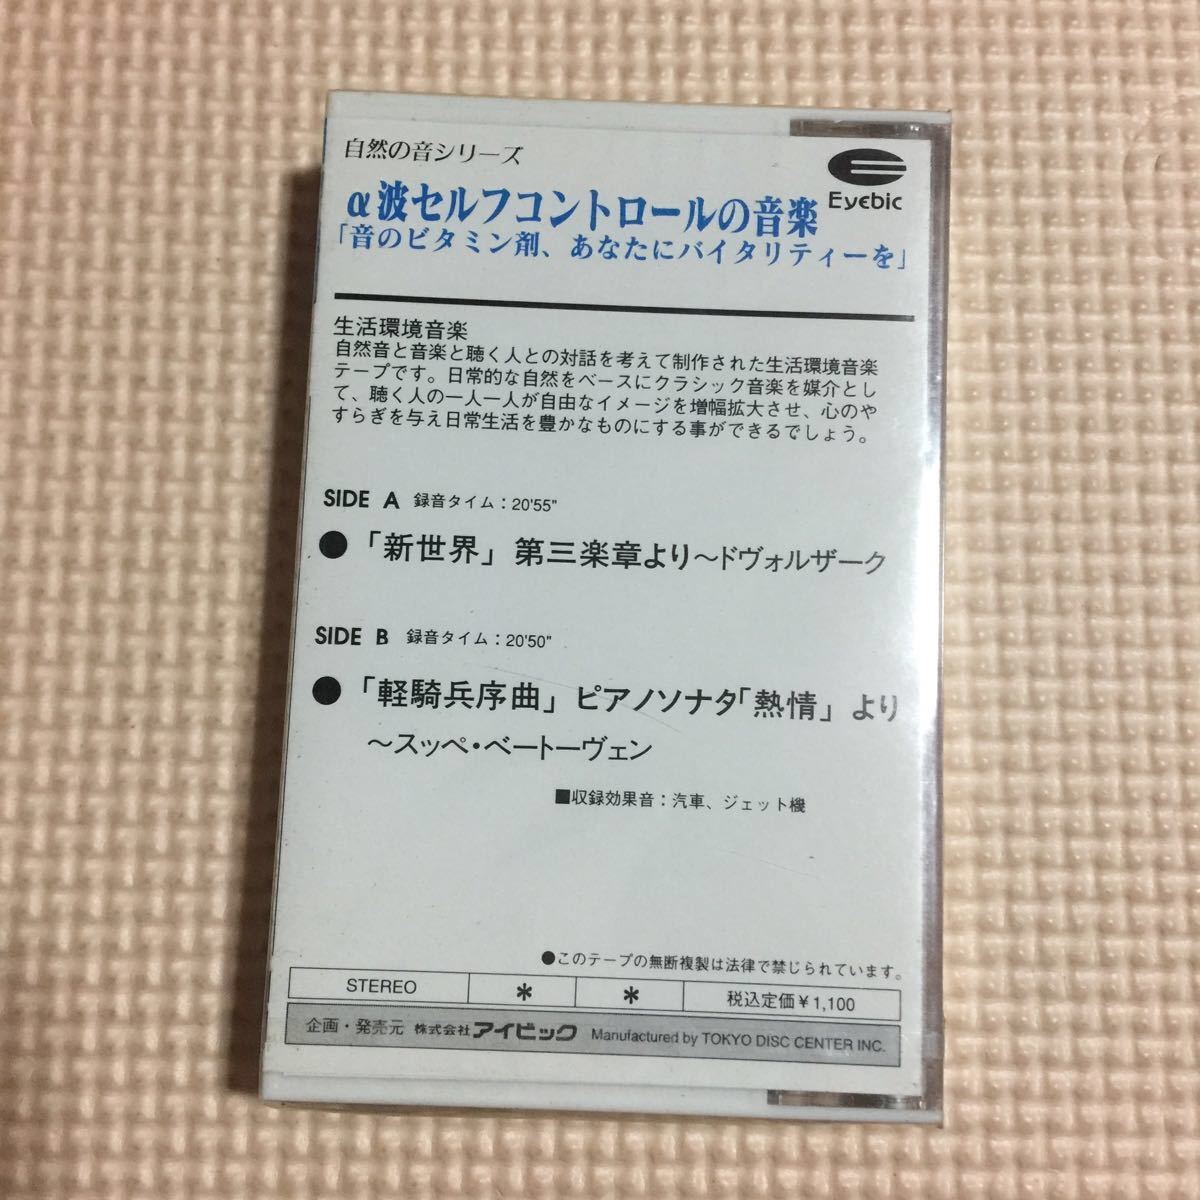 自然の音シリーズ
Eyebic
α波セルフコントロールの音楽
「音のビタミン剤、あなたにバイタリティーを」
生活環境音楽
自然音と音楽と聴く人との対話を考えて制作された生活環境音楽
テープです。日常的な自然をベースにクラシック音楽を媒介とし
て、聴く人の一人一人が自由なイメージを増幅拡大させ、心のや
すらぎを与え日常生活を豊かなものにする事ができるでしょう。
SIDE A 録音タイム：20'55"
●「新世界」第三楽章より～ドヴォルザーク
SIDE B 録音タイム：20'50"
●「軽騎兵序曲」ピアノソナタ「熱情」より
～スッペ・ベートーヴェン
■収録効果音：汽車、ジェット機
●このテープの無断複製は法律で禁じられています。
STEREO * * 税込定価￥1,100
企画・発売元 株式会社アイビック Manufactured by TOKYO DISC CENTER INC.